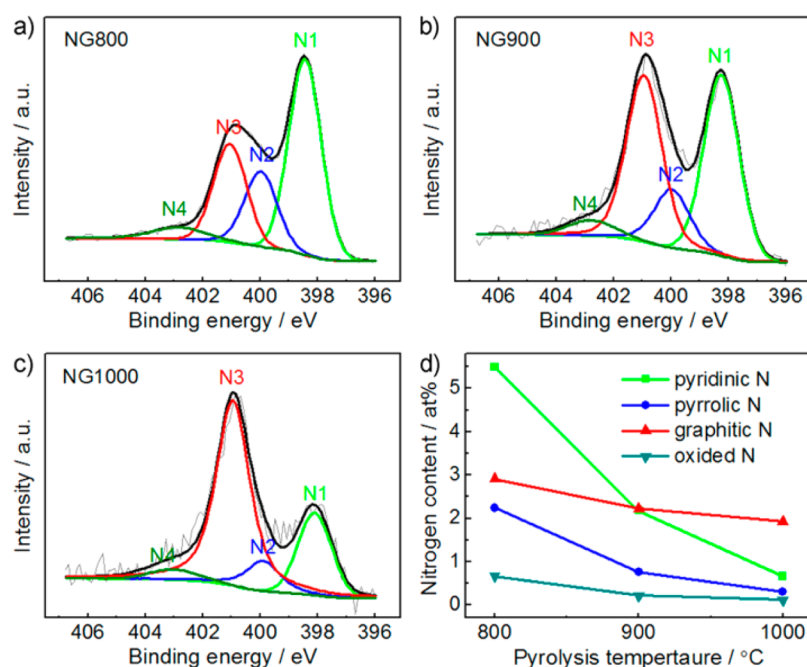 a) NG800
N1
N3
N2
N4
Intensity / a.u.
406 404 402 400 398 396
Binding energy / eV
b) NG900
N3
N1
N2
N4
Intensity / a.u.
406 404 402 400 398 396
Binding energy / eV
c) NG1000
N3
N1
N2
N4
Intensity / a.u.
406 404 402 400 398 396
Binding energy / eV
d)
pyridinic N
pyrrolic N
graphitic N
oxided N
Nitrogen content / at%
5
4
3
2
1
0
800 900 1000
Pyrolysis tempertaure / °C